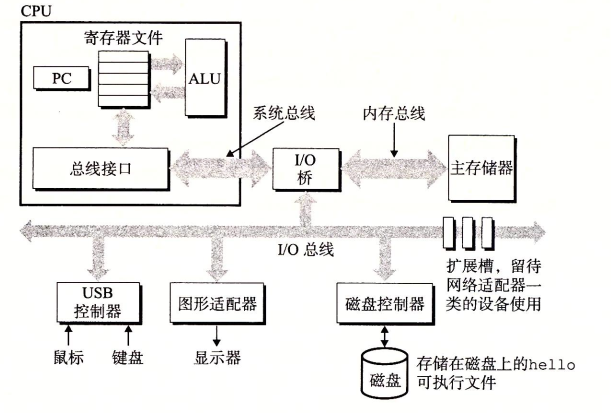 CPU
寄存器文件
PC
ALU
系统总线
内存总线
总线接口
I/O
桥
主存储器
I/O 总线
扩展槽，留待
网络适配器一
类的设备使用
USB
控制器
图形适配器
磁盘控制器
鼠标
键盘
显示器
磁盘
存储在磁盘上的hello
可执行文件